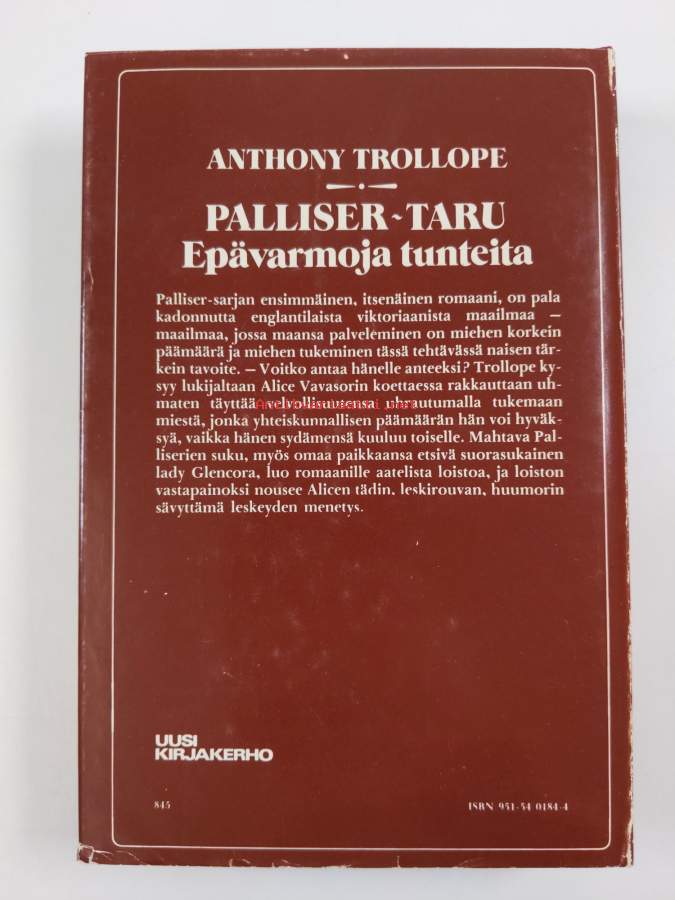 ANTHONY TROLLOPE
PALLISER~TARU
Epävarmoja tunteita
Palliser-sarjan ensimmäinen, itsenäinen romaani, on pala
kadonnutta englantilaista viktoriaanista maailmaa —
maailmaa, jossa maansa palveleminen on miehen korkein
päämäärä ja miehen tukeminen tässä tehtävässä naisen tär-
kein tavoite. — Voitko antaa hänelle anteeksi? Trollope ky-
syy lukijaltaan Alice Vavasorin koettaessa rakkauttaan uh-
maten täyttää velvollisuutensa uhrautumalla tukemaan
miestä, jonka yhteiskunnallisen päämäärän hän voi hyväk-
syä, vaikka hänen sydämensä kuuluu toiselle. Mahtava Pal-
liserien suku, myös omaa paikkaansa etsivä suorasukainen
lady Glencora, luo romaanille aatelista loistoa, ja loiston
vastapainoksi nousee Alicen tädin, leskirouvan, huumorin
sävyttämä leskeyden menetys.
UUSI
KIRJAKERHO
845
ISBN 951-54 0184-4